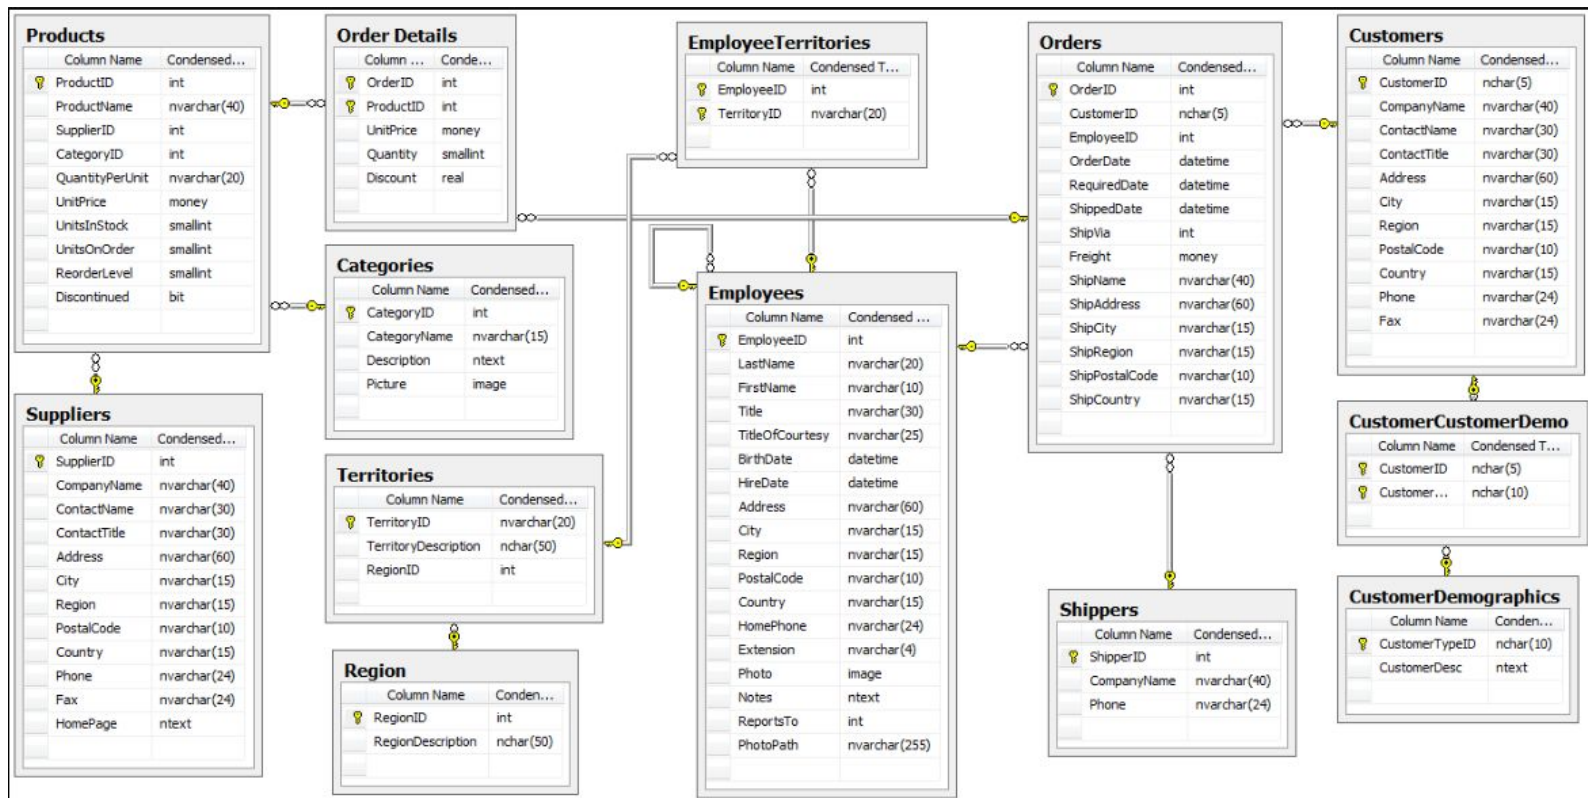 Products
Column Name Condensed...
ProductID int
ProductName nvarchar(40)
SupplierID int
CategoryID int
QuantityPerUnit nvarchar(20)
UnitPrice money
UnitsInStock smallint
UnitsOnOrder smallint
ReorderLevel smallint
Discontinued bit
Order Details
Column ... Conde...
OrderID int
ProductID int
UnitPrice money
Quantity smallint
Discount real
EmployeeTerritories
Column Name Condensed T...
EmployeeID int
TerritoryID nvarchar(20)
Orders
Column Name Condensed...
OrderID int
CustomerID nchar(5)
EmployeeID int
OrderDate datetime
RequiredDate datetime
ShippedDate datetime
ShipVia int
Freight money
ShipName nvarchar(40)
ShipAddress nvarchar(60)
ShipCity nvarchar(15)
ShipRegion nvarchar(15)
ShipPostalCode nvarchar(10)
ShipCountry nvarchar(15)
Customers
Column Name Condensed...
CustomerID nchar(5)
CompanyName nvarchar(40)
ContactName nvarchar(30)
ContactTitle nvarchar(30)
Address nvarchar(60)
City nvarchar(15)
Region nvarchar(15)
PostalCode nvarchar(10)
Country nvarchar(15)
Phone nvarchar(24)
Fax nvarchar(24)
Categories
Column Name Condensed...
CategoryID int
CategoryName nvarchar(15)
Description ntext
Picture image
Employees
Column Name Condensed ...
EmployeeID int
LastName nvarchar(20)
FirstName nvarchar(10)
Title nvarchar(30)
TitleOfCourtesy nvarchar(25)
BirthDate datetime
HireDate datetime
Address nvarchar(60)
City nvarchar(15)
Region nvarchar(15)
PostalCode nvarchar(10)
Country nvarchar(15)
HomePhone nvarchar(24)
Extension nvarchar(4)
Photo image
Notes ntext
ReportsTo int
PhotoPath nvarchar(255)
Suppliers
Column Name Condensed...
SupplierID int
CompanyName nvarchar(40)
ContactName nvarchar(30)
ContactTitle nvarchar(30)
Address nvarchar(60)
City nvarchar(15)
Region nvarchar(15)
PostalCode nvarchar(10)
Country nvarchar(15)
Phone nvarchar(24)
Fax nvarchar(24)
HomePage ntext
Territories
Column Name Condensed...
TerritoryID nvarchar(20)
TerritoryDescription nchar(50)
RegionID int
Region
Column Name Conden...
RegionID int
RegionDescription nchar(50)
Shippers
Column Name Condensed...
ShipperID int
CompanyName nvarchar(40)
Phone nvarchar(24)
CustomerCustomerDemo
Column Name Condensed T...
CustomerID nchar(5)
Customer... nchar(10)
CustomerDemographics
Column Name Conden...
CustomerTypeID nchar(10)
CustomerDesc ntext